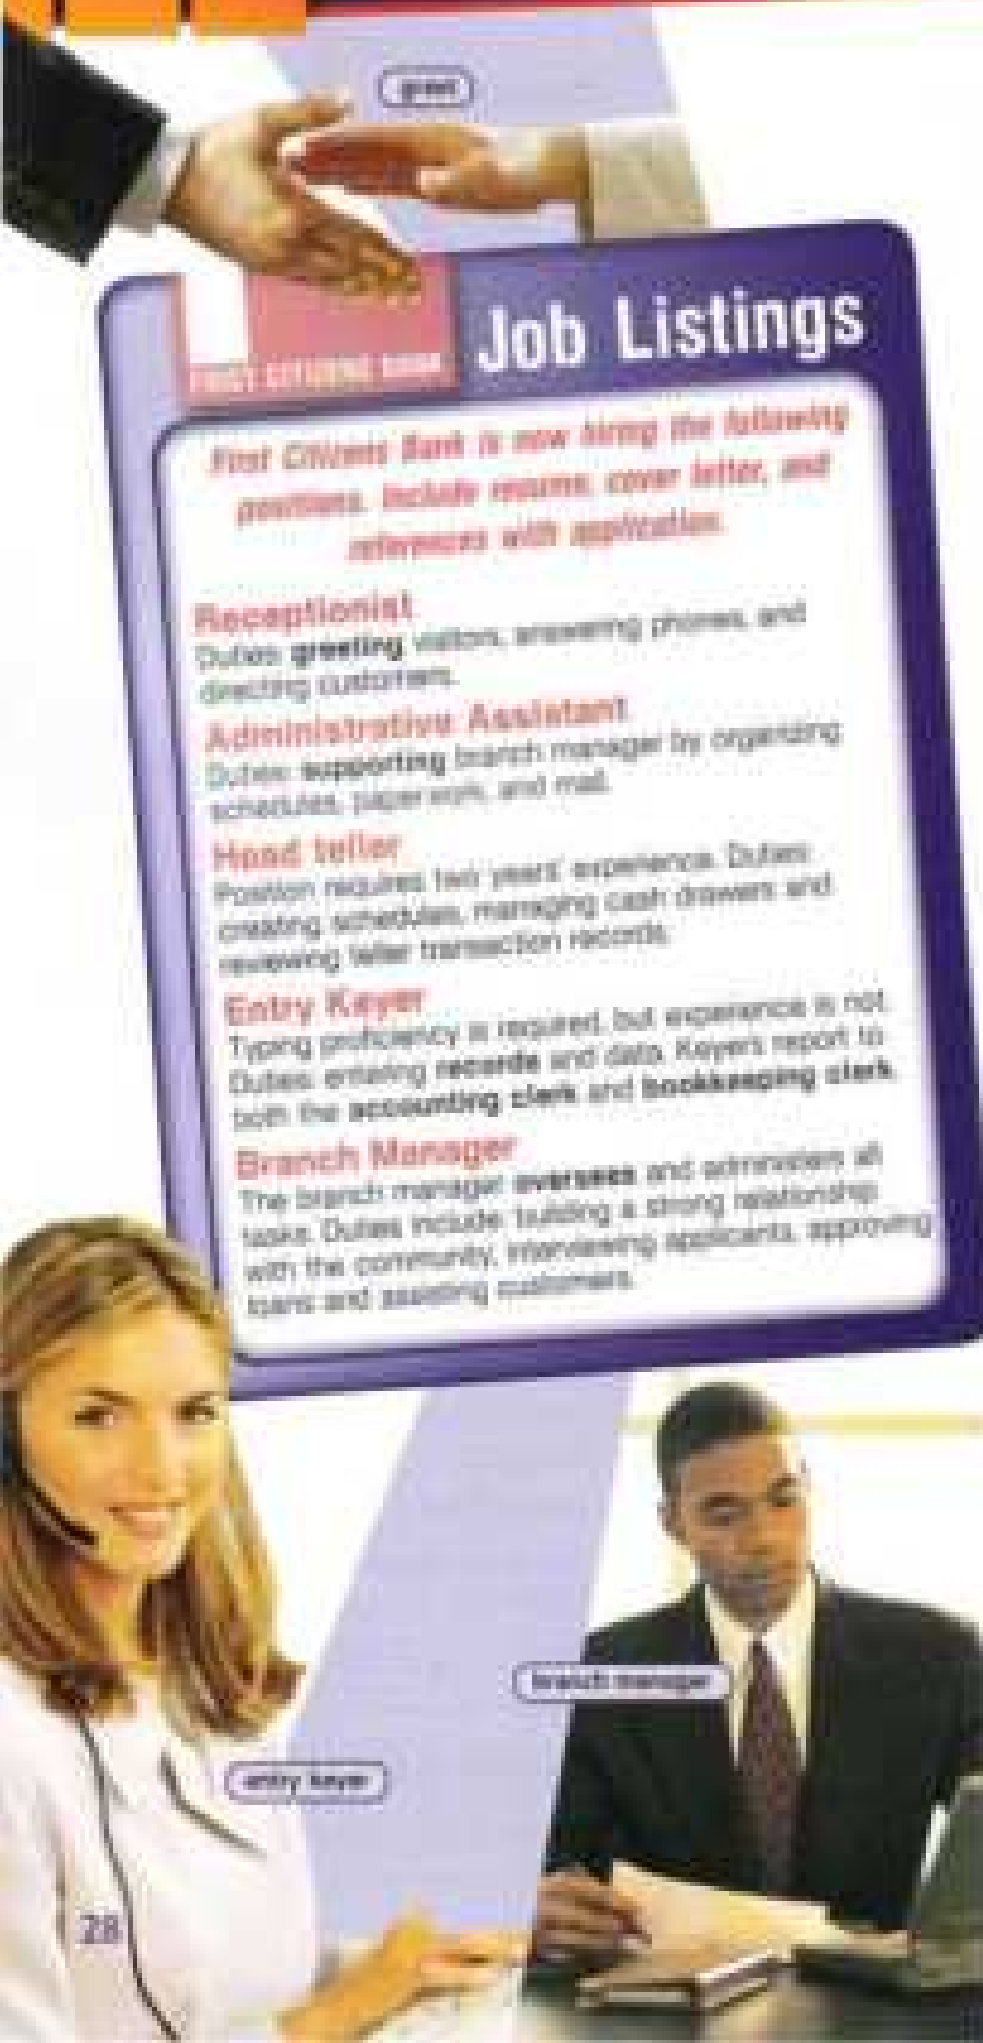 greet
FIRST CITIZENS BANK
Job Listings
First Citizens Bank is now hiring the following
positions. Include resume, cover letter, and
references with application.
Receptionist
Duties: greeting visitors, answering phones, and
directing customers.
Administrative Assistant
Duties: supporting branch manager by organizing
schedules, paperwork, and mail.
Head teller
Position requires two years' experience. Duties:
creating schedules, managing cash drawers and
reviewing teller transaction records.
Entry Keyer
Typing proficiency is required, but experience is not.
Duties: entering records and data. Keyers report to
both the accounting clerk and bookkeeping clerk.
Branch Manager
The branch manager oversees and administers all
tasks. Duties include: building a strong relationship
with the community, interviewing applicants, approving
loans and assisting customers.
branch manager
entry keyer
28